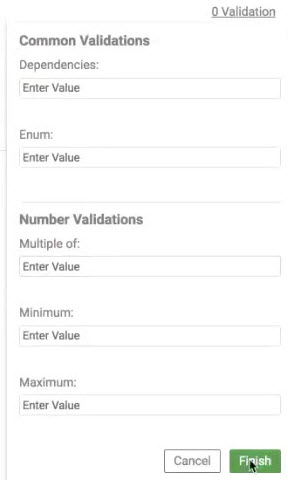 0 Validation
Common Validations
Dependencies:
Enter Value
Enum:
Enter Value
Number Validations
Multiple of:
Enter Value
Minimum:
Enter Value
Maximum:
Enter Value
Cancel
Finish